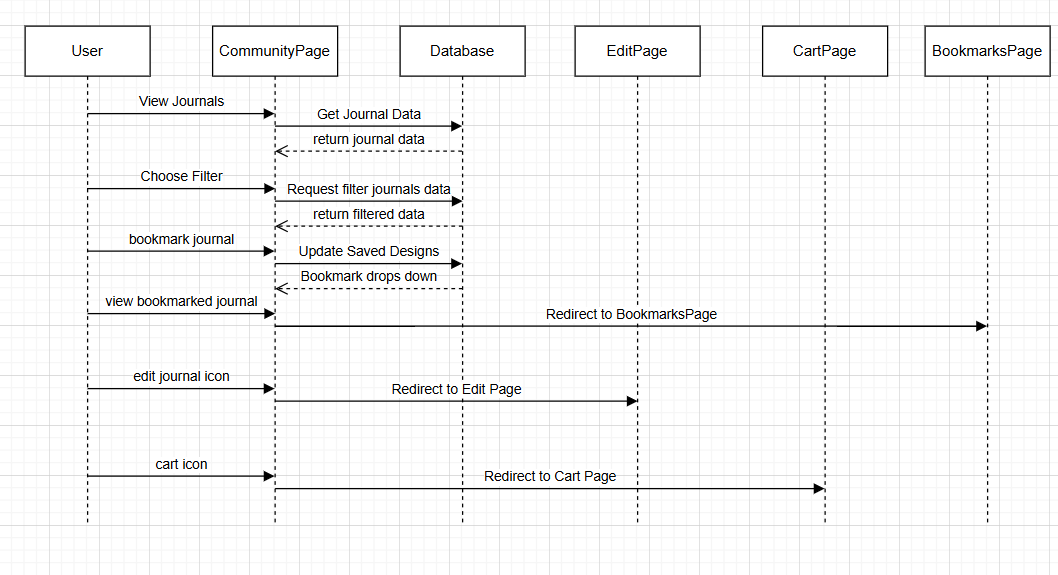 User
CommunityPage
Database
EditPage
CartPage
BookmarksPage
View Journals
Get Journal Data
return journal data
Choose Filter
Request filter journals data
return filtered data
bookmark journal
Update Saved Designs
Bookmark drops down
view bookmarked journal
Redirect to BookmarksPage
edit journal icon
Redirect to Edit Page
cart icon
Redirect to Cart Page